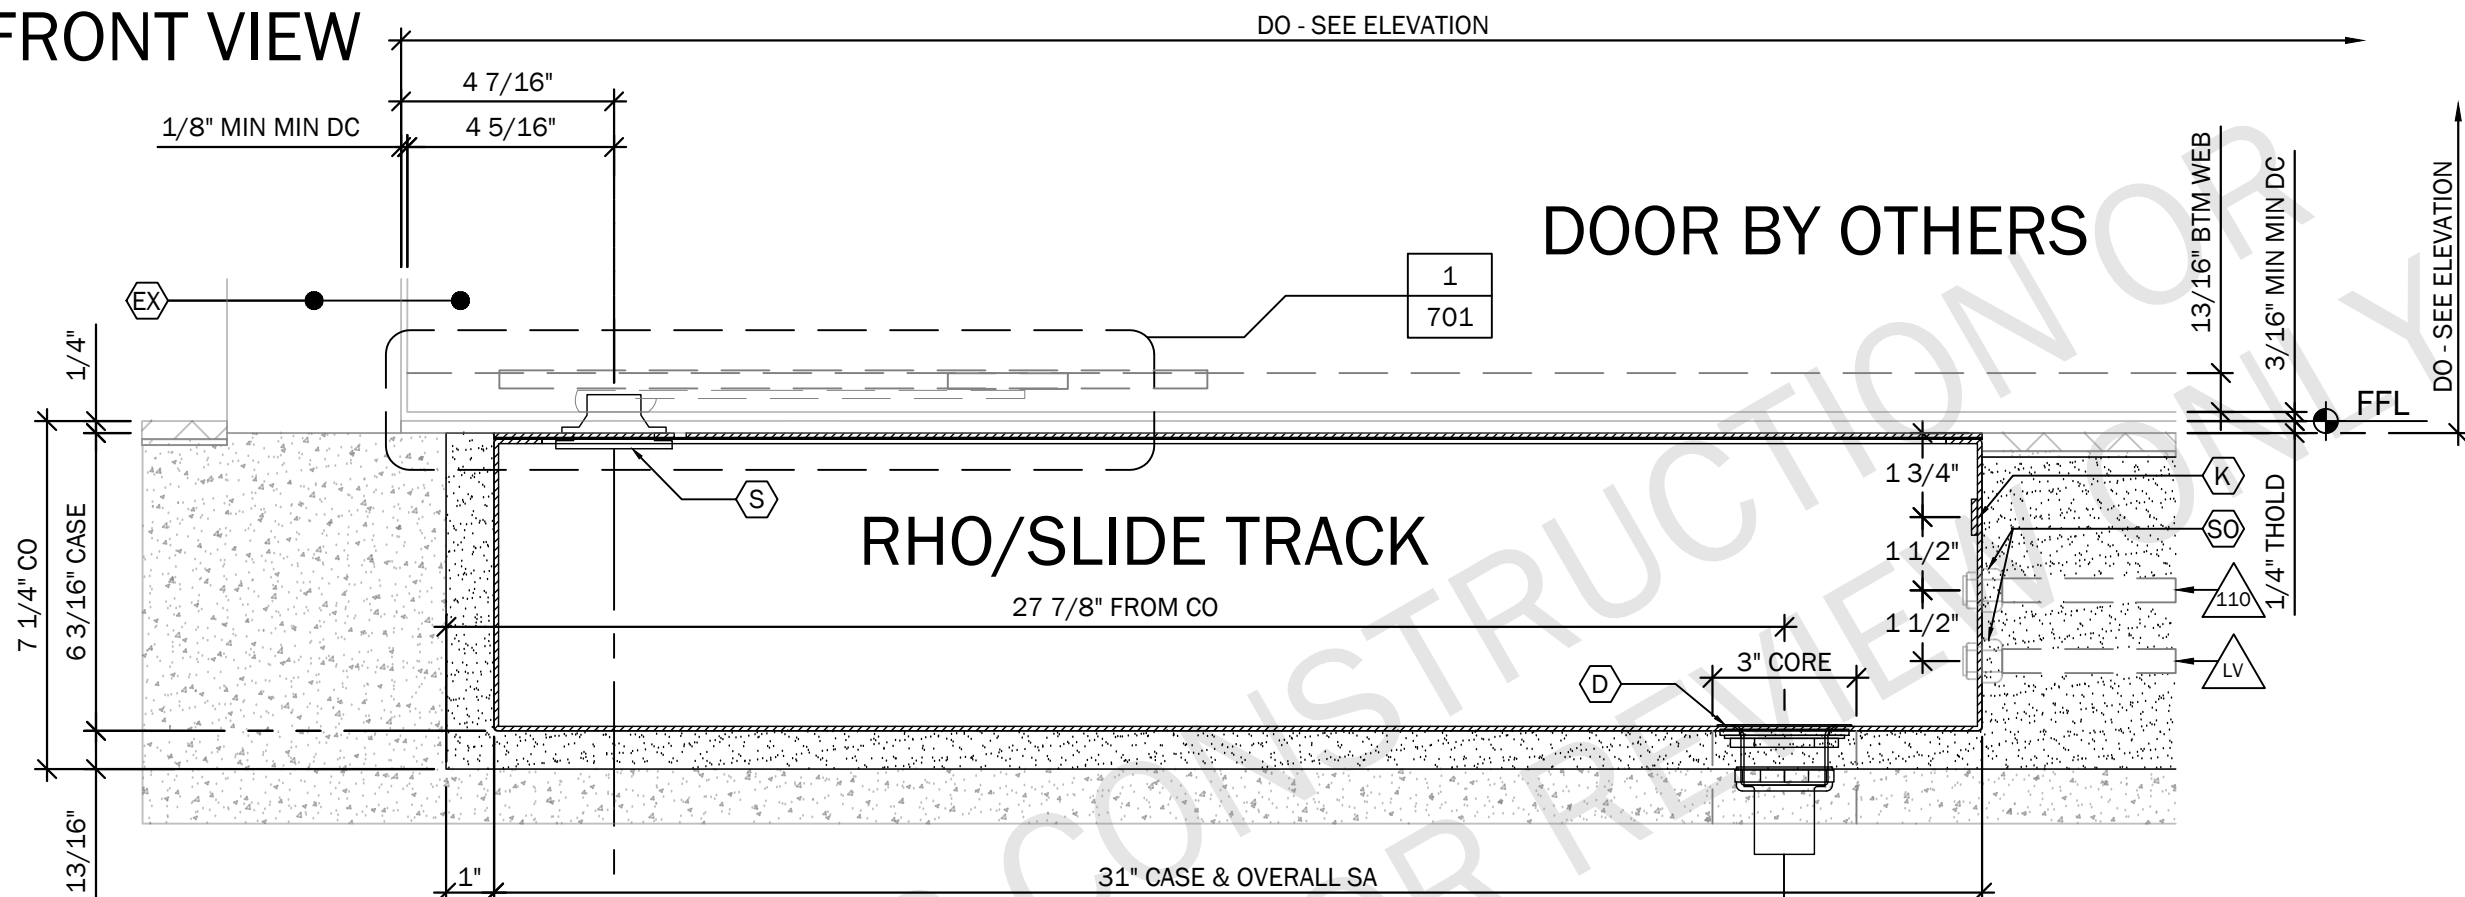 FRONT VIEW
DO - SEE ELEVATION
4 7/16"
1/8" MIN MIN DC
4 5/16"
DOOR BY OTHERS
13/16" BTM WEB
3/16" MIN MIN DC
DO - SEE ELEVATION
1
701
EX
1/4"
FFL
S
K
1 3/4"
RHO/SLIDE TRACK
SO
7 1/4" CO
6 3/16" CASE
1 1/2"
1/4" THOLD
27 7/8" FROM CO
110
1 1/2"
3" CORE
D
LV
13/16"
1"
31" CASE & OVERALL SA
CONSTRUCTION OR
OR REVIEW ONLY